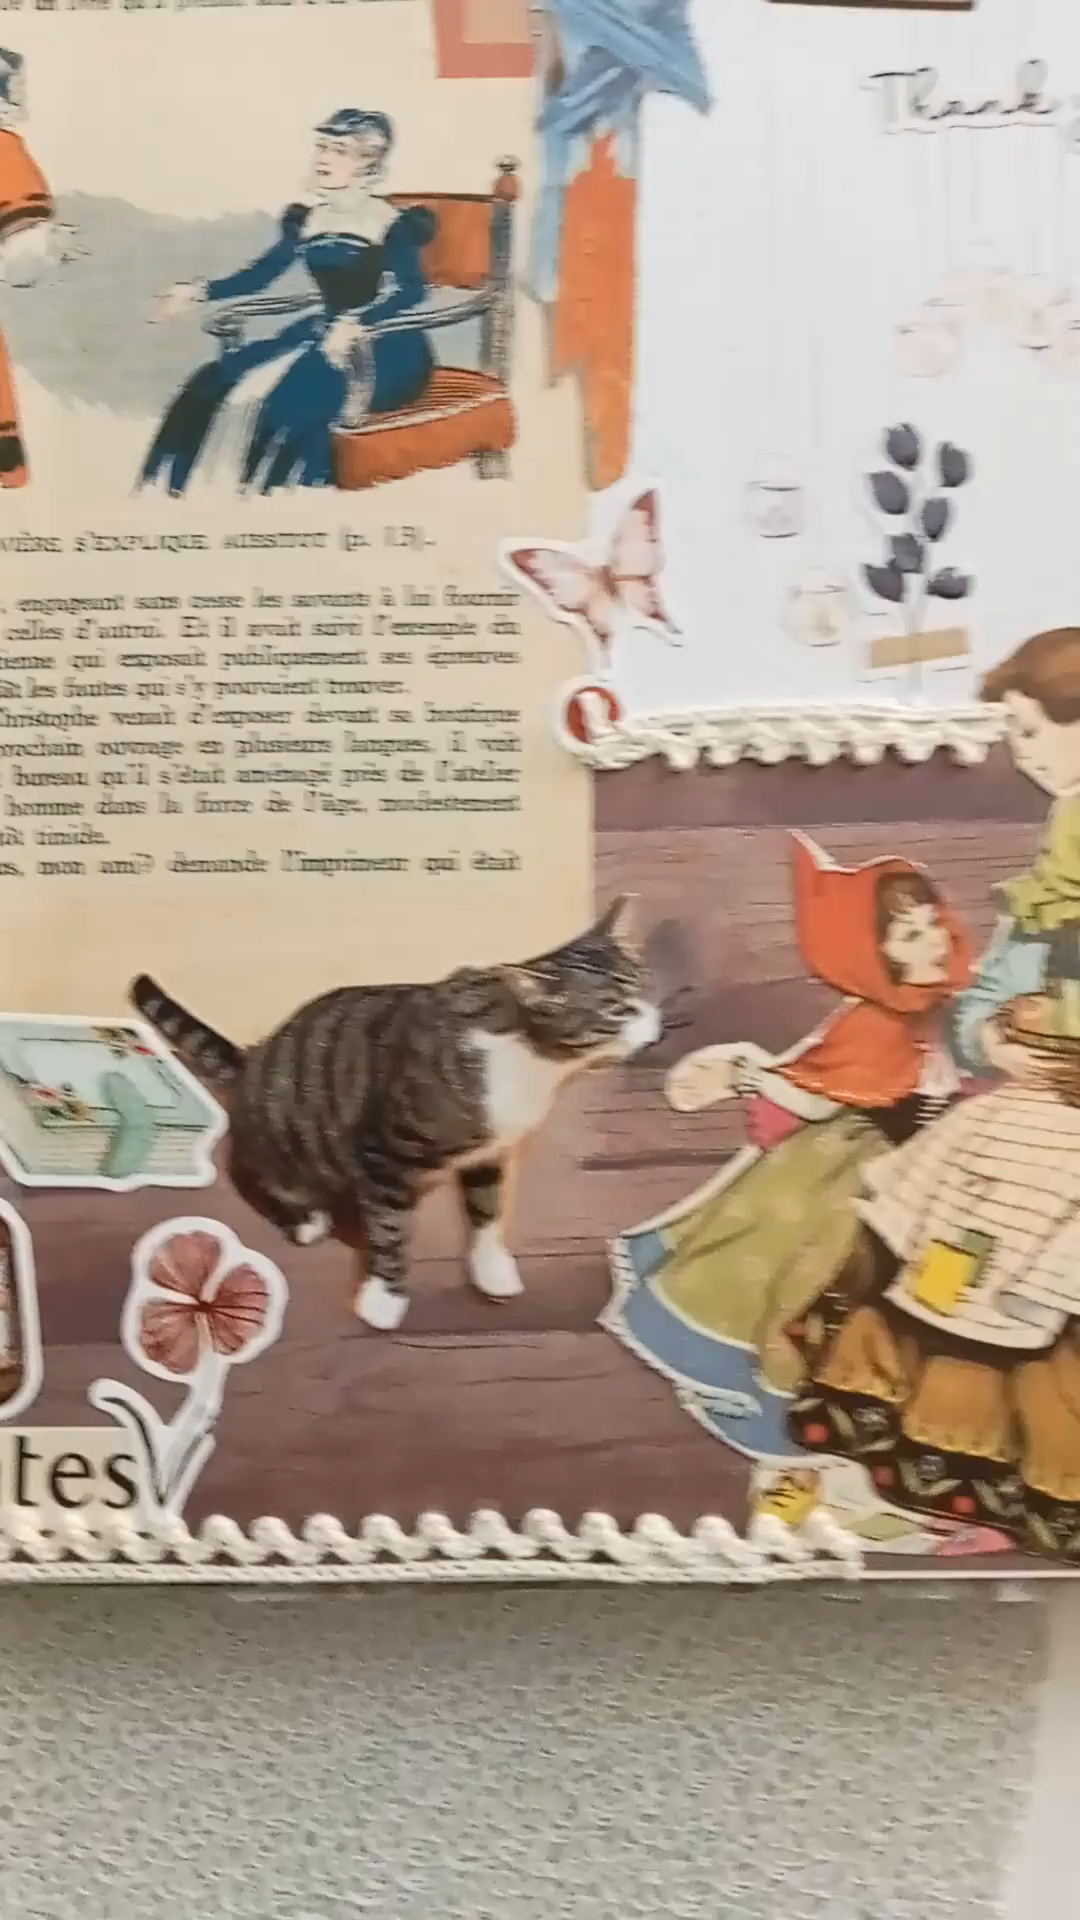 Thank
S'EXPLIQUE AUSSITOT (p. 15).
, engageant sans cesse les savants à lui fournir
celles d'autrui. Et il avait suivi l'exemple du
qui exposait publiquement ses épreuves
les fautes qui s'y pouvaient trouver.
Christophe venait d'exposer devant sa boutique
prochain ouvrage en plusieurs langues, il voit
bureau qu'il s'était aménagé près de l'atelier
homme dans la force de l'âge, modestement
timide.
mon ami? demande l'imprimeur qui était
tes